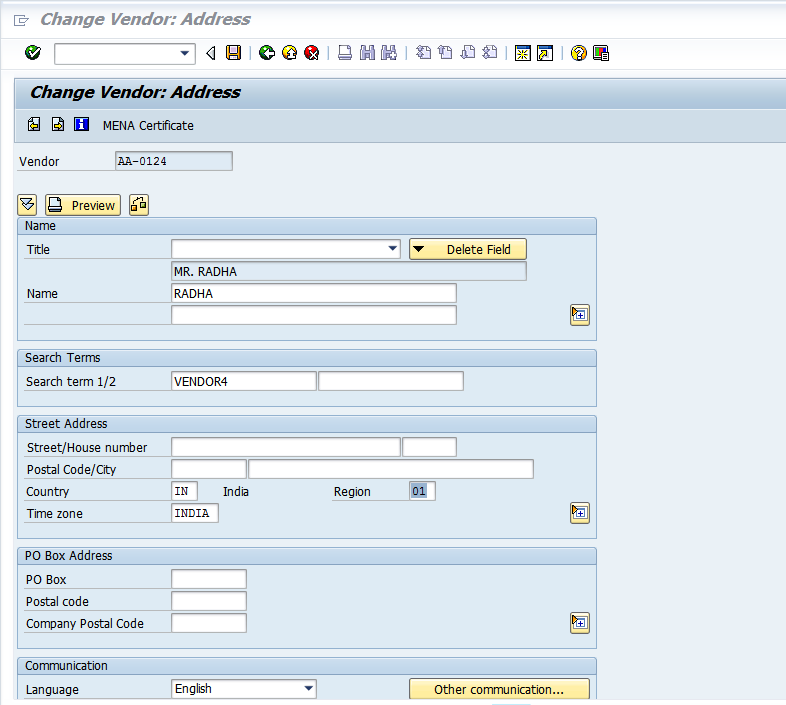 Change Vendor: Address
Change Vendor: Address
MENA Certificate
Vendor AA-0124
Preview
Name
Title Delete Field
MR. RADHA
Name RADHA
Search Terms
Search term 1/2 VENDOR4
Street Address
Street/House number
Postal Code/City
Country IN India Region 01
Time zone INDIA
PO Box Address
PO Box
Postal code
Company Postal Code
Communication
Language English Other communication...